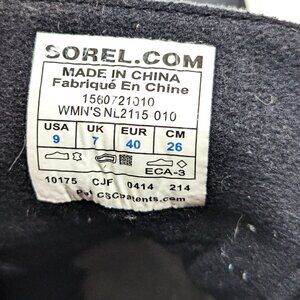 SOREL.COM
MADE IN CHINA
Fabriqué En Chine
1560721010
WMN'S NL2115 010
USA UK EUR CM
9 7 40 26
ECA-3
10175 CJF 0414 214
Pat CSCpatents.com